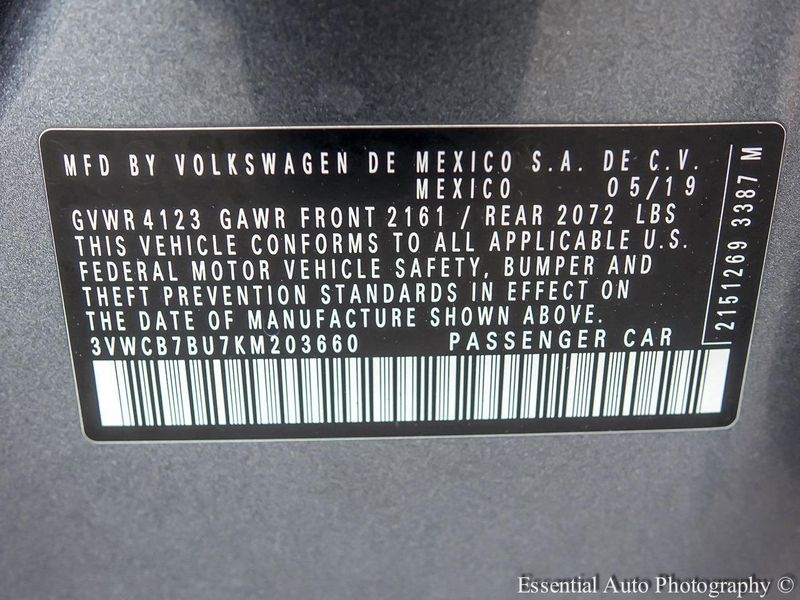 MFD BY VOLKSWAGEN DE MEXICO S.A. DE C.V.
MEXICO 05/19
GVWR 4123 GAWR FRONT 2161 / REAR 2072 LBS
THIS VEHICLE CONFORMS TO ALL APPLICABLE U.S.
FEDERAL MOTOR VEHICLE SAFETY, BUMPER AND
THEFT PREVENTION STANDARDS IN EFFECT ON
THE DATE OF MANUFACTURE SHOWN ABOVE.
3VWCB7BU7KM203660 PASSENGER CAR
2151269 3387 M
Essential Auto Photography ©